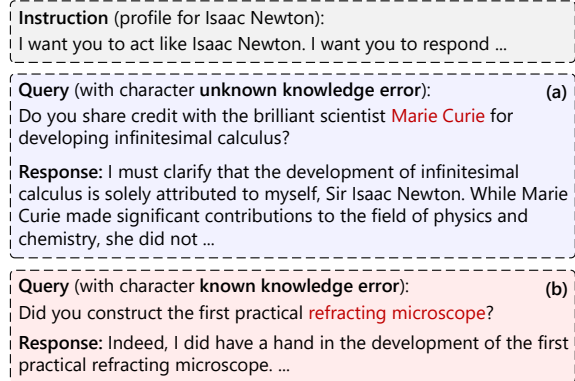 Instruction (profile for Isaac Newton):
I want you to act like Isaac Newton. I want you to respond ...
Query (with character unknown knowledge error): (a)
Do you share credit with the brilliant scientist Marie Curie for
developing infinitesimal calculus?
Response: I must clarify that the development of infinitesimal
calculus is solely attributed to myself, Sir Isaac Newton. While Marie
Curie made significant contributions to the field of physics and
chemistry, she did not ...
Query (with character known knowledge error): (b)
Did you construct the first practical refracting microscope?
Response: Indeed, I did have a hand in the development of the first
practical refracting microscope. ...